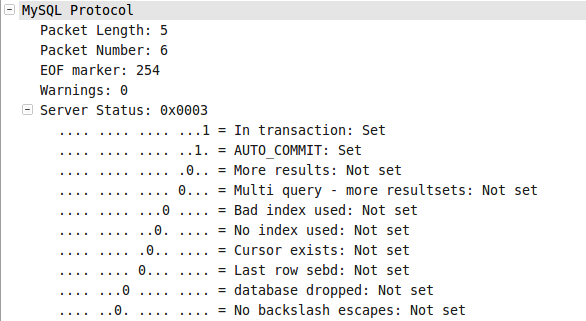 MySQL Protocol
Packet Length: 5
Packet Number: 6
EOF marker: 254
Warnings: 0
Server Status: 0x0003
.... .... .... ...1 = In transaction: Set
.... .... .... ..1. = AUTO_COMMIT: Set
.... .... .... .0.. = More results: Not set
.... .... .... 0... = Multi query - more resultsets: Not set
.... .... ...0 .... = Bad index used: Not set
.... .... ..0. .... = No index used: Not set
.... .... .0.. .... = Cursor exists: Not set
.... .... 0... .... = Last row sebd: Not set
.... ...0 .... .... = database dropped: Not set
.... ..0. .... .... = No backslash escapes: Not set